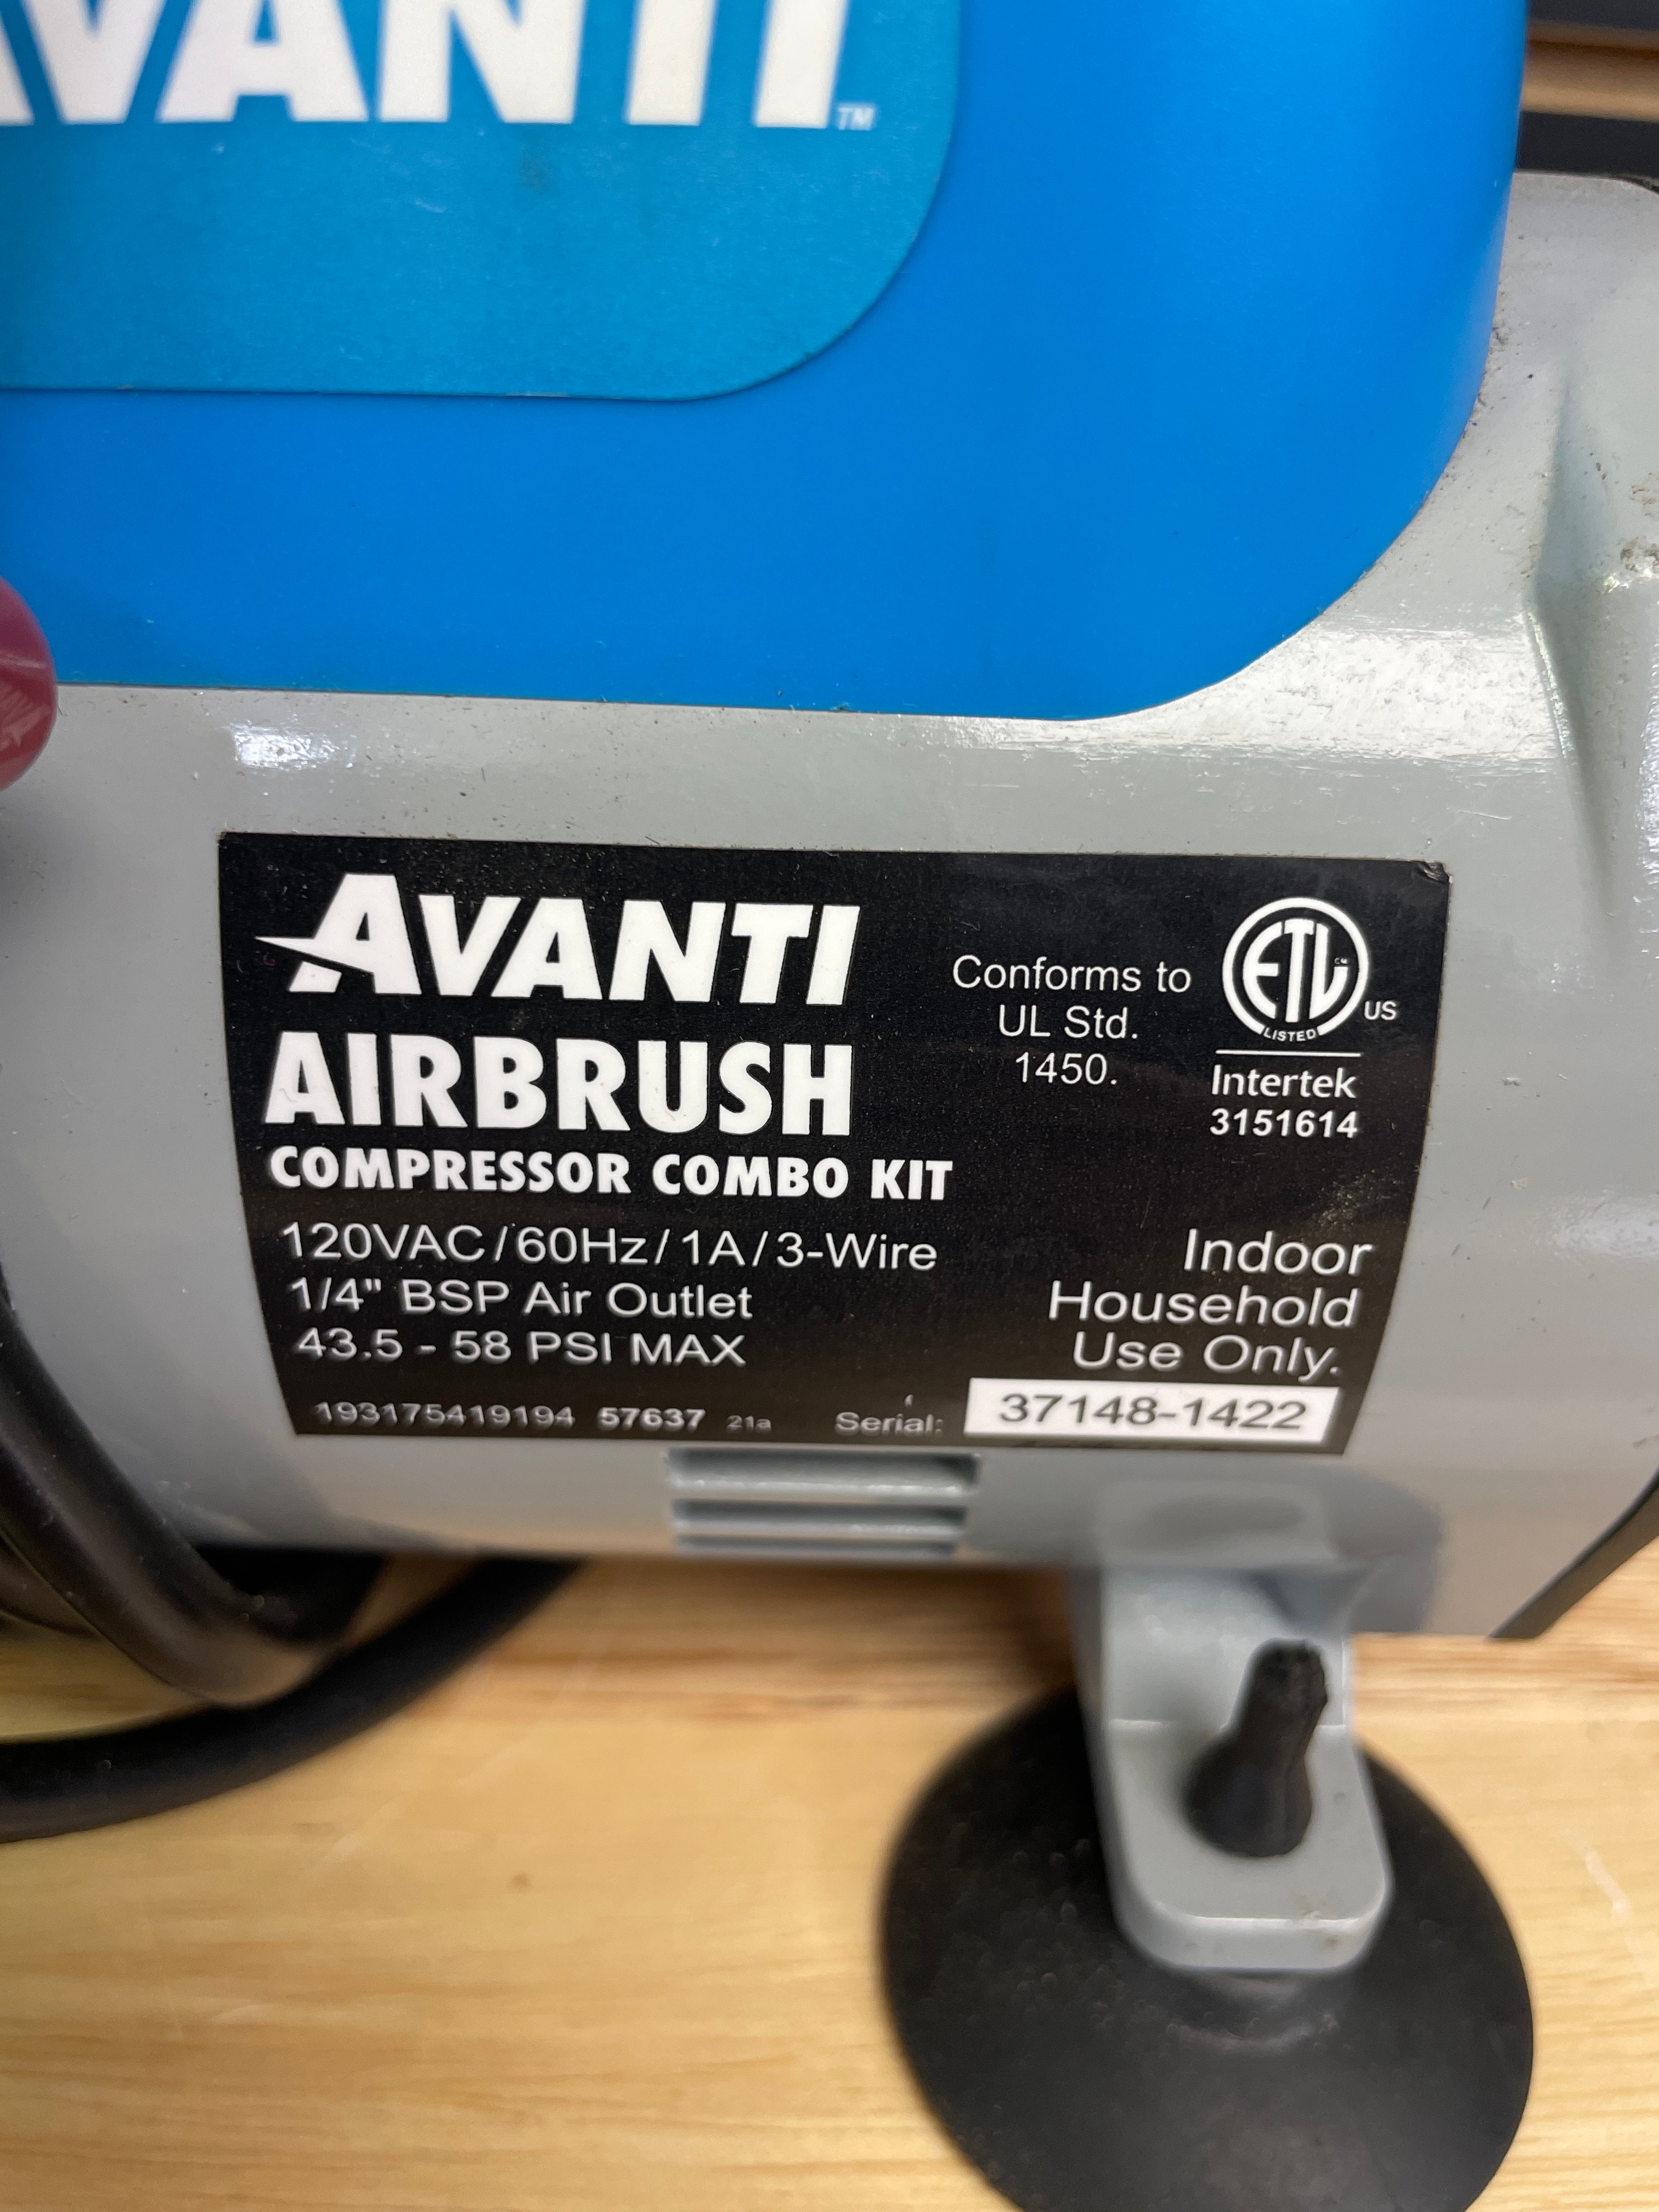 AVANTI™
AVANTI
AIRBRUSH
COMPRESSOR COMBO KIT
120VAC/60Hz/1A/3-Wire
1/4" BSP Air Outlet
43.5 - 58 PSI MAX
193175419194 57637 21a
Conforms to
UL Std.
1450.
ETL CM
LISTED
US
Intertek
3151614
Indoor
Household
Use Only.
Serial: 37148-1422